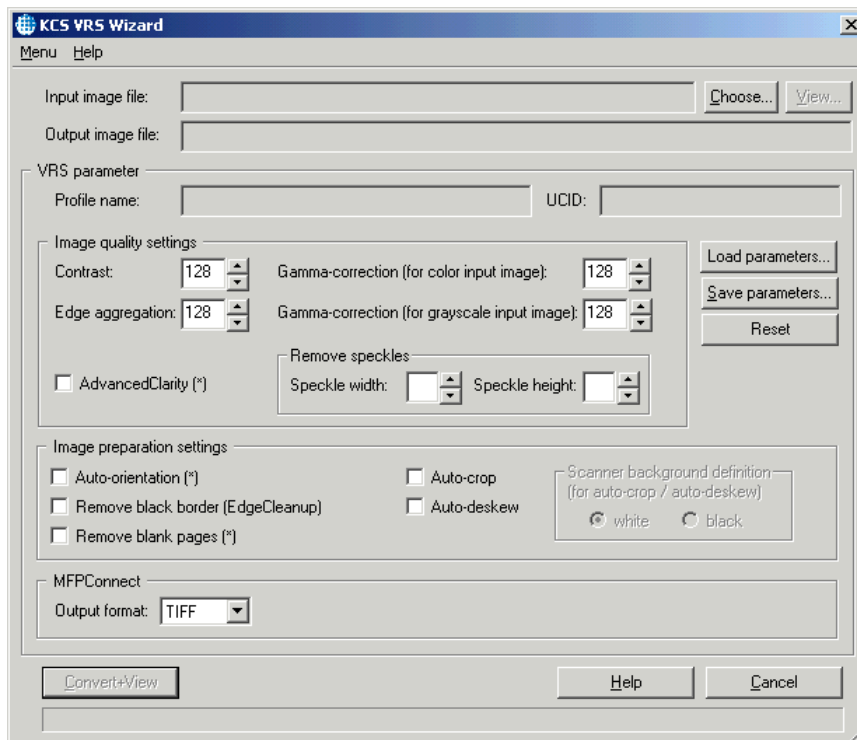 KCS VRS Wizard
Menu Help
Input image file: Choose... View...
Output image file:
VRS parameter
Profile name: UCID:
Image quality settings
Contrast: 128 Gamma-correction (for color input image): 128 Load parameters...
Edge aggregation: 128 Gamma-correction (for grayscale input image): 128 Save parameters...
Reset
Remove speckles
AdvancedClarity (*) Speckle width: Speckle height:
Image preparation settings
Auto-orientation (*) Auto-crop Scanner background definition
(for auto-crop / auto-deskew)
Remove black border (EdgeCleanup) Auto-deskew white black
Remove blank pages (*)
MFPConnect
Output format: TIFF
Convert+View Help Cancel